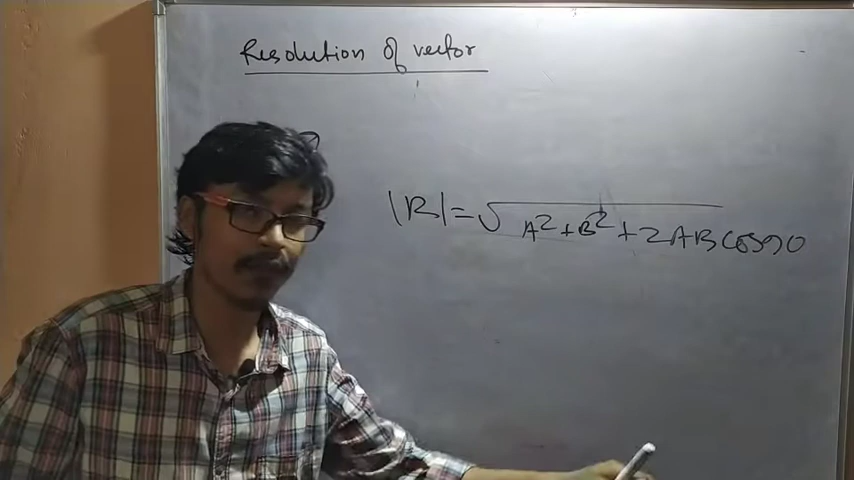 Resolution of vector
|R| = √A²+B²+2ABCos90